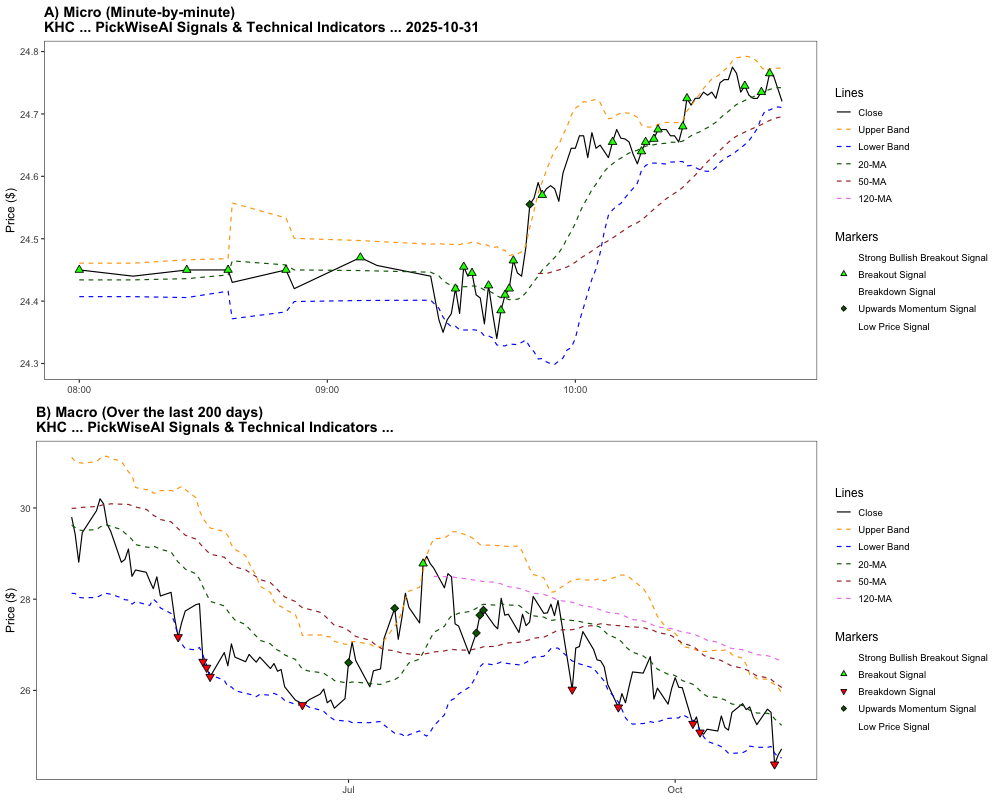 A) Micro (Minute-by-minute)
KHC ... PickWiseAI Signals & Technical Indicators ... 2025-10-31
Price ($)
24.8
24.7
24.6
24.5
24.4
24.3
08:00
09:00
10:00
Lines
Close
Upper Band
Lower Band
20-MA
50-MA
120-MA
Markers
Strong Bullish Breakout Signal
Breakout Signal
Breakdown Signal
Upwards Momentum Signal
Low Price Signal
B) Macro (Over the last 200 days)
KHC ... PickWiseAI Signals & Technical Indicators ...
Price ($)
30
28
26
Jul
Oct
Lines
Close
Upper Band
Lower Band
20-MA
50-MA
120-MA
Markers
Strong Bullish Breakout Signal
Breakout Signal
Breakdown Signal
Upwards Momentum Signal
Low Price Signal